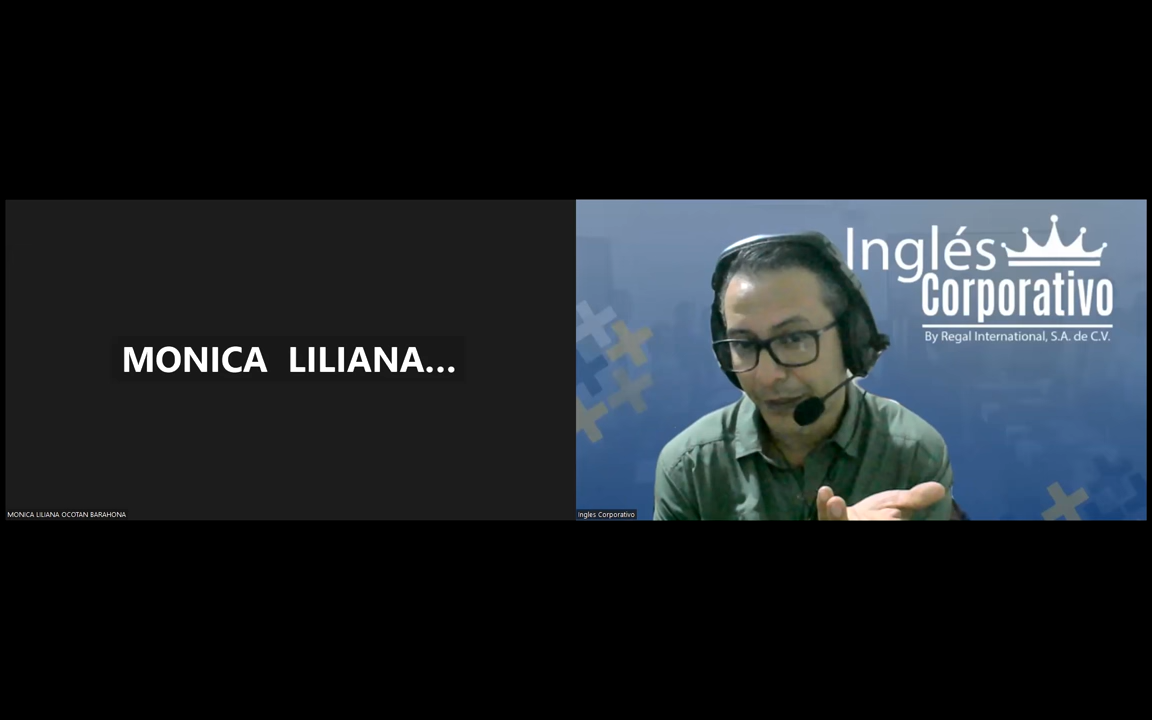 MONICA LILIANA...
MONICA LILIANA OCOTAN BARAHONA
Inglés
Corporativo
By Regal International, S.A. de C.V.
Ingles Corporativo